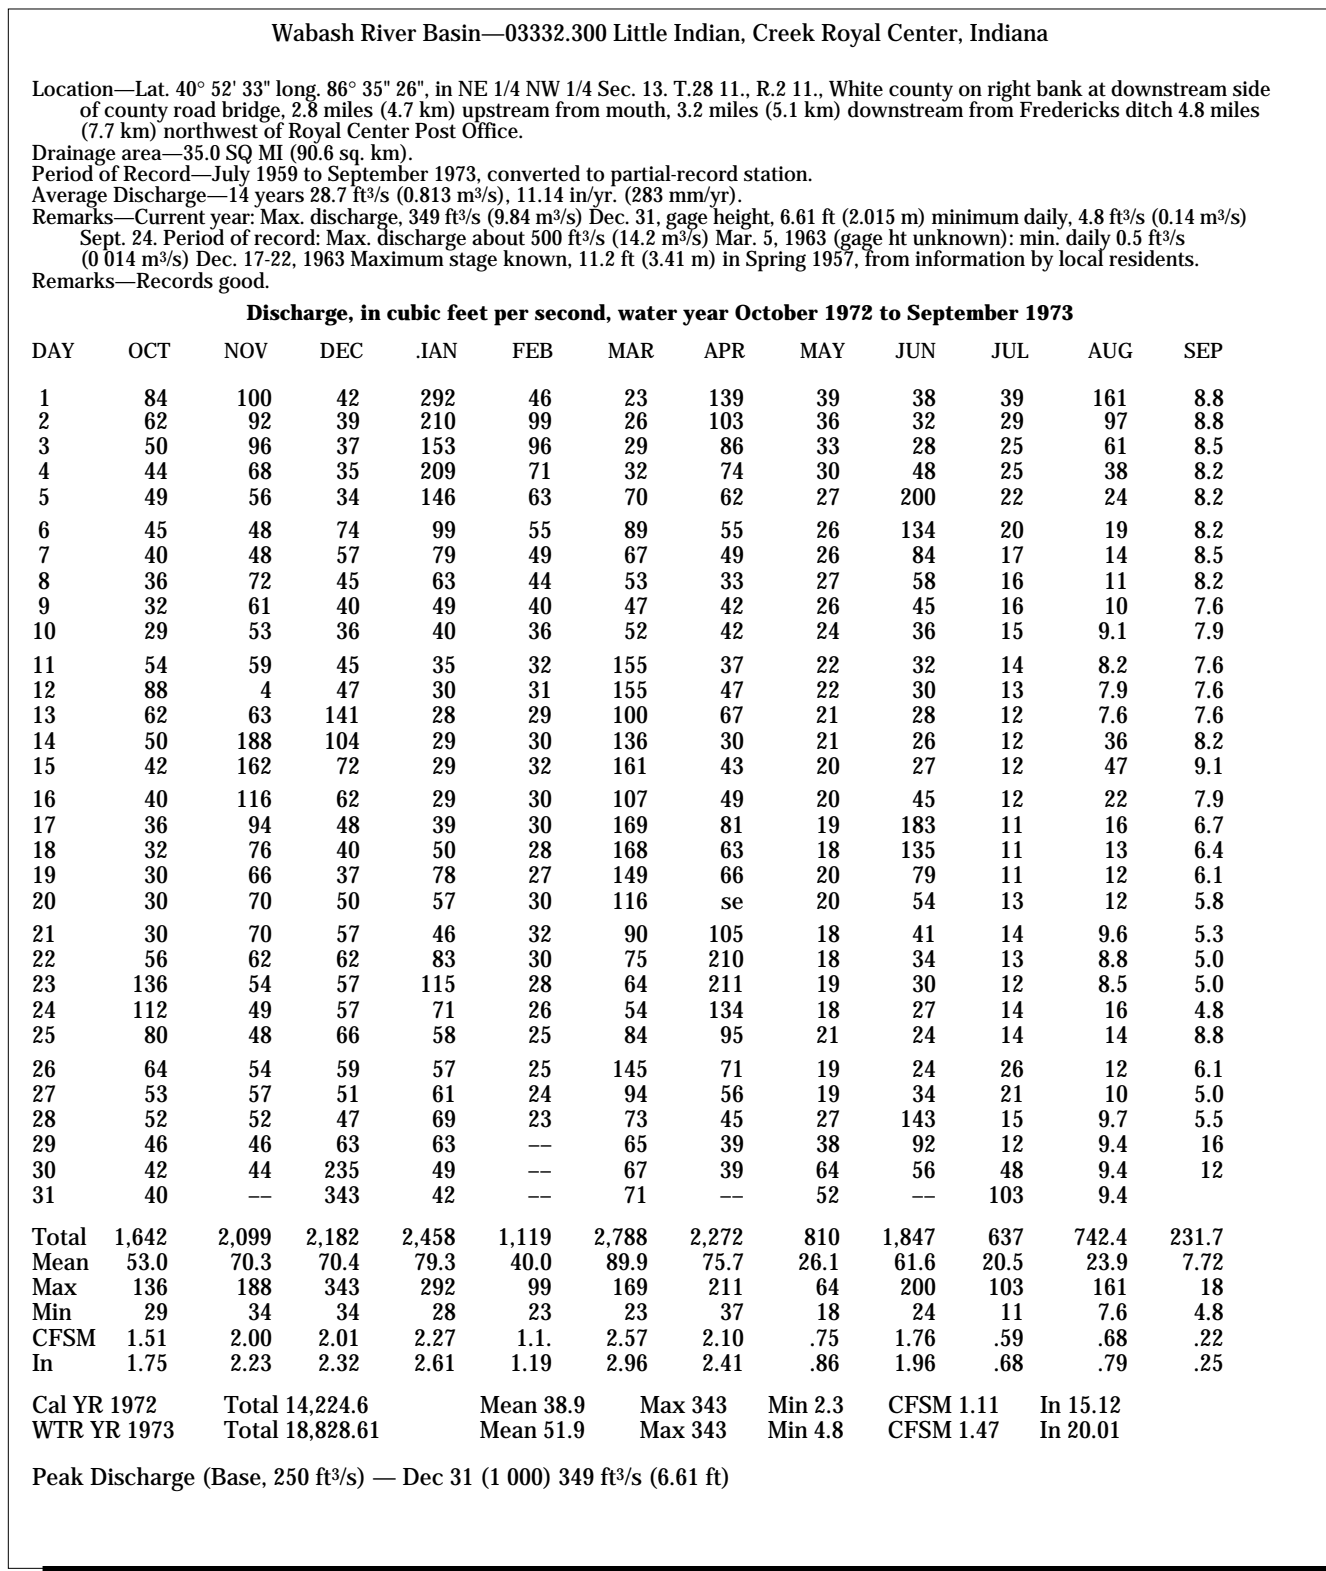 Wabash River Basin—03332.300 Little Indian, Creek Royal Center, Indiana
Location—Lat. 40° 52' 33" long. 86° 35" 26", in NE 1/4 NW 1/4 Sec. 13. T.28 11., R.2 11., White county on right bank at downstream side
of county road bridge, 2.8 miles (4.7 km) upstream from mouth, 3.2 miles (5.1 km) downstream from Fredericks ditch 4.8 miles
(7.7 km) northwest of Royal Center Post Office.
Drainage area—35.0 SQ MI (90.6 sq. km).
Period of Record—July 1959 to September 1973, converted to partial-record station.
Average Discharge—14 years 28.7 ft³/s (0.813 m³/s), 11.14 in/yr. (283 mm/yr).
Remarks—Current year: Max. discharge, 349 ft³/s (9.84 m³/s) Dec. 31, gage height, 6.61 ft (2.015 m) minimum daily, 4.8 ft³/s (0.14 m³/s)
Sept. 24. Period of record: Max. discharge about 500 ft³/s (14.2 m³/s) Mar. 5, 1963 (gage ht unknown): min. daily 0.5 ft³/s
(0 014 m³/s) Dec. 17-22, 1963 Maximum stage known, 11.2 ft (3.41 m) in Spring 1957, from information by local residents.
Remarks—Records good.
Discharge, in cubic feet per second, water year October 1972 to September 1973
DAY OCT NOV DEC .IAN FEB MAR APR MAY JUN JUL AUG SEP
1 84 100 42 292 46 23 139 39 38 39 161 8.8
2 62 92 39 210 99 26 103 36 32 29 97 8.8
3 50 96 37 153 96 29 86 33 28 25 61 8.5
4 44 68 35 209 71 32 74 30 48 25 38 8.2
5 49 56 34 146 63 70 62 27 200 22 24 8.2
6 45 48 74 99 55 89 55 26 134 20 19 8.2
7 40 48 57 79 49 67 49 26 84 17 14 8.5
8 36 72 45 63 44 53 33 27 58 16 11 8.2
9 32 61 40 49 40 47 42 26 45 16 10 7.6
10 29 53 36 40 36 52 42 24 36 15 9.1 7.9
11 54 59 45 35 32 155 37 22 32 14 8.2 7.6
12 88 4 47 30 31 155 47 22 30 13 7.9 7.6
13 62 63 141 28 29 100 67 21 28 12 7.6 7.6
14 50 188 104 29 30 136 30 21 26 12 36 8.2
15 42 162 72 29 32 161 43 20 27 12 47 9.1
16 40 116 62 29 30 107 49 20 45 12 22 7.9
17 36 94 48 39 30 169 81 19 183 11 16 6.7
18 32 76 40 50 28 168 63 18 135 11 13 6.4
19 30 66 37 78 27 149 66 20 79 11 12 6.1
20 30 70 50 57 30 116 se 20 54 13 12 5.8
21 30 70 57 46 32 90 105 18 41 14 9.6 5.3
22 56 62 62 83 30 75 210 18 34 13 8.8 5.0
23 136 54 57 115 28 64 211 19 30 12 8.5 5.0
24 112 49 57 71 26 54 134 18 27 14 16 4.8
25 80 48 66 58 25 84 95 21 24 14 14 8.8
26 64 54 59 57 25 145 71 19 24 26 12 6.1
27 53 57 51 61 24 94 56 19 34 21 10 5.0
28 52 52 47 69 23 73 45 27 143 15 9.7 5.5
29 46 46 63 63 –– 65 39 38 92 12 9.4 16
30 42 44 235 49 –– 67 39 64 56 48 9.4 12
31 40 –– 343 42 –– 71 –– 52 –– 103 9.4
Total 1,642 2,099 2,182 2,458 1,119 2,788 2,272 810 1,847 637 742.4 231.7
Mean 53.0 70.3 70.4 79.3 40.0 89.9 75.7 26.1 61.6 20.5 23.9 7.72
Max 136 188 343 292 99 169 211 64 200 103 161 18
Min 29 34 34 28 23 23 37 18 24 11 7.6 4.8
CFSM 1.51 2.00 2.01 2.27 1.1. 2.57 2.10 .75 1.76 .59 .68 .22
In 1.75 2.23 2.32 2.61 1.19 2.96 2.41 .86 1.96 .68 .79 .25
Cal YR 1972 Total 14,224.6 Mean 38.9 Max 343 Min 2.3 CFSM 1.11 In 15.12
WTR YR 1973 Total 18,828.61 Mean 51.9 Max 343 Min 4.8 CFSM 1.47 In 20.01
Peak Discharge (Base, 250 ft³/s) — Dec 31 (1 000) 349 ft³/s (6.61 ft)